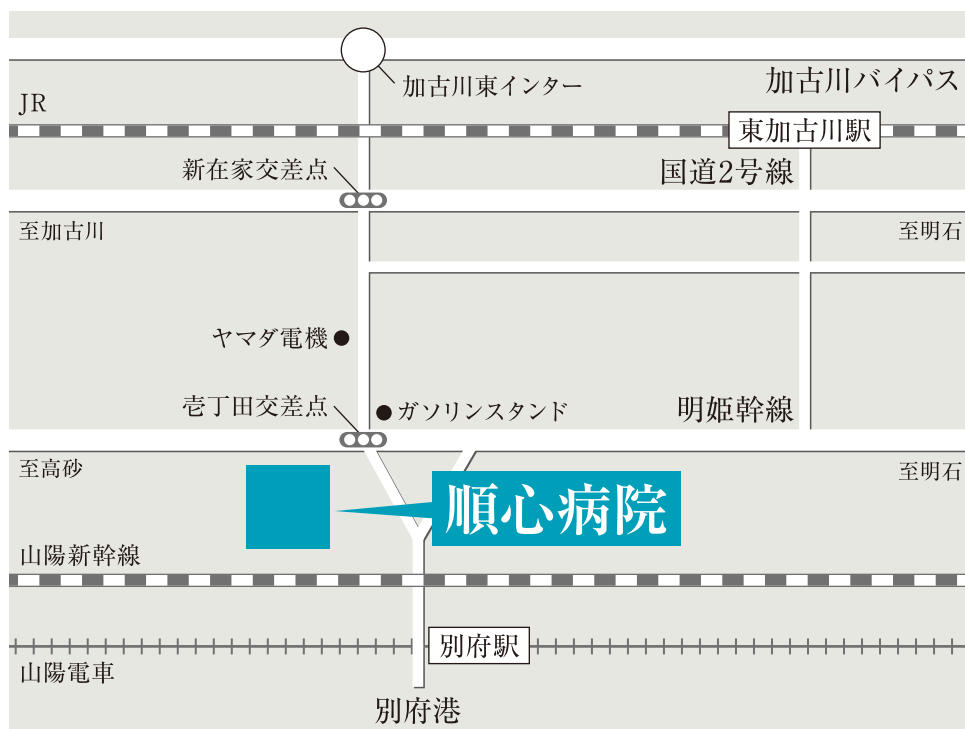 加古川東インター
加古川バイパス
JR
東加古川駅
新在家交差点
国道2号線
至加古川
至明石
ヤマダ電機
壱丁田交差点
ガソリンスタンド
明姫幹線
至高砂
至明石
順心病院
山陽新幹線
別府駅
山陽電車
別府港